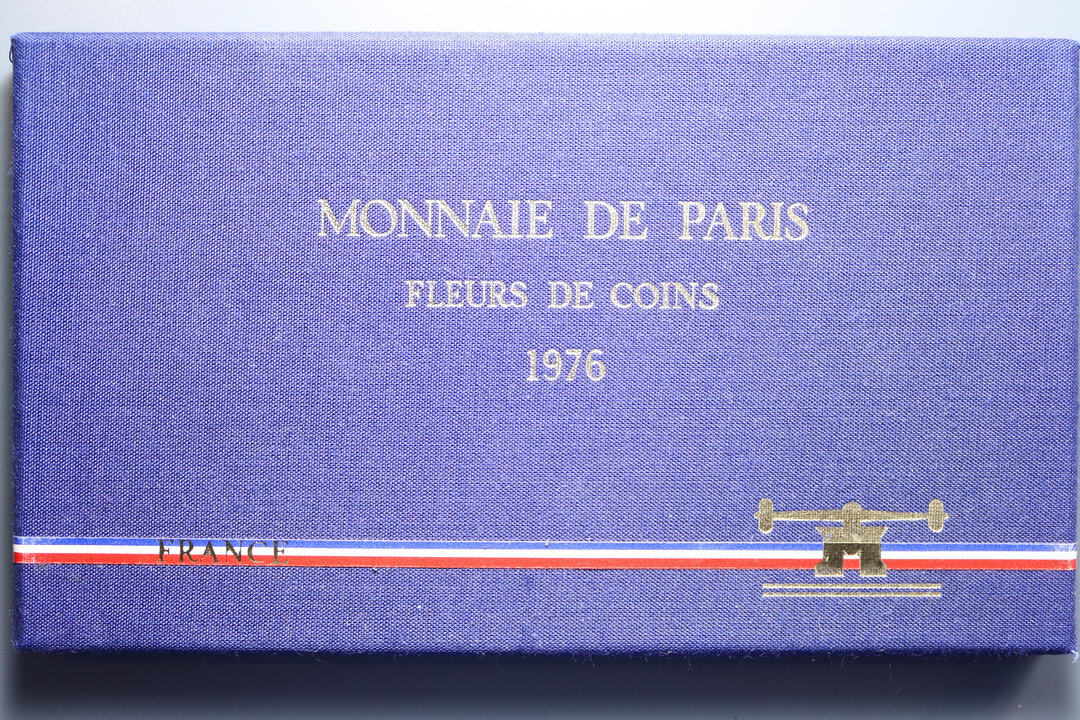 MONNAIE DE PARIS
FLEURS DE COINS
1976
FRANCE